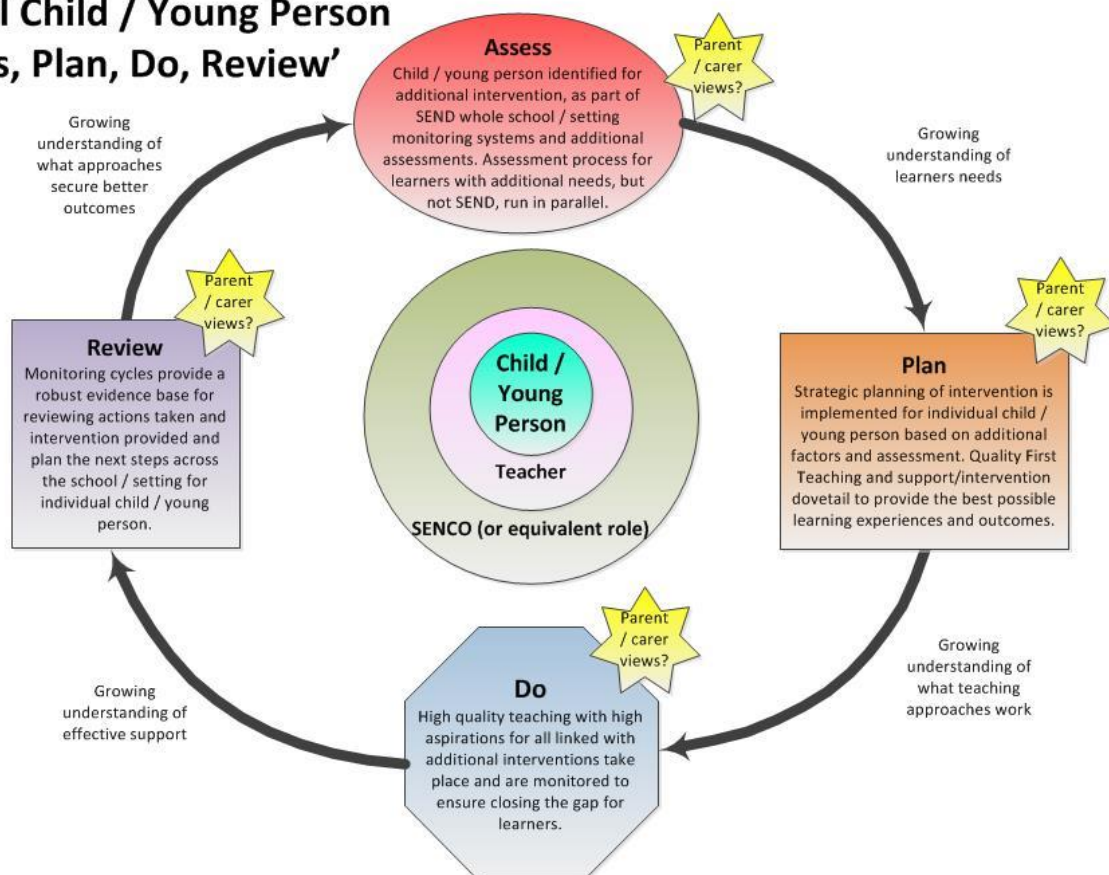 l Child / Young Person
s, Plan, Do, Review’
Assess
Child / young person identified for
additional intervention, as part of
SEND whole school / setting
monitoring systems and additional
assessments. Assessment process for
learners with additional needs, but
not SEND, run in parallel.
Parent
/ carer
views?
Growing
understanding of
what approaches
secure better
outcomes
Growing
understanding of
learners needs
Parent
/ carer
views?
Parent
/ carer
views?
Review
Monitoring cycles provide a
robust evidence base for
reviewing actions taken and
intervention provided and
plan the next steps across
the school / setting for
individual child / young
person.
Child /
Young
Person
Teacher
SENCO (or equivalent role)
Plan
Strategic planning of intervention is
implemented for individual child /
young person based on additional
factors and assessment. Quality First
Teaching and support/intervention
dovetail to provide the best possible
learning experiences and outcomes.
Parent
/ carer
views?
Growing
understanding of
effective support
Do
High quality teaching with high
aspirations for all linked with
additional interventions take
place and are monitored to
ensure closing the gap for
learners.
Growing
understanding of
what teaching
approaches work